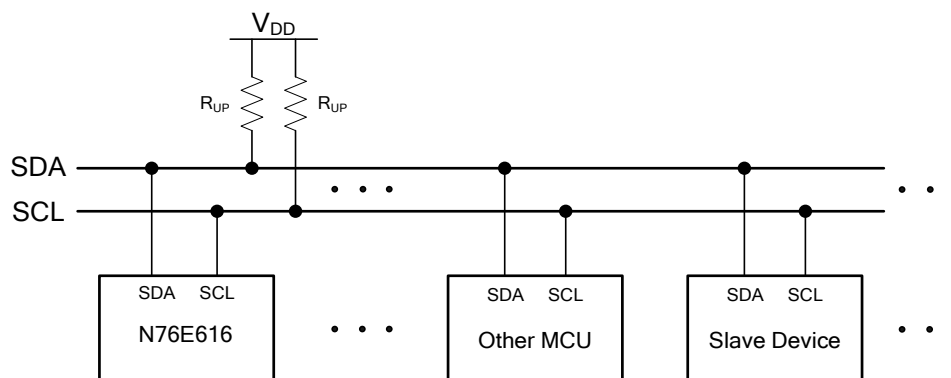 VDD
RUP RUP
SDA
SCL
SDA SCL SDA SCL SDA SCL
N76E616 Other MCU Slave Device